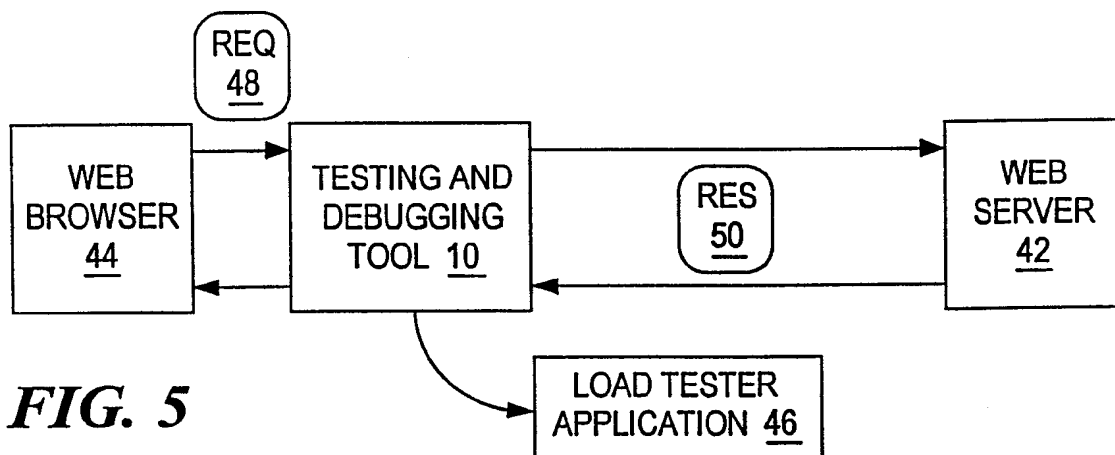 REQ
48
WEB
BROWSER
44
TESTING AND
DEBUGGING
TOOL 10
RES
50
WEB
SERVER
42
LOAD TESTER
APPLICATION 46
FIG. 5